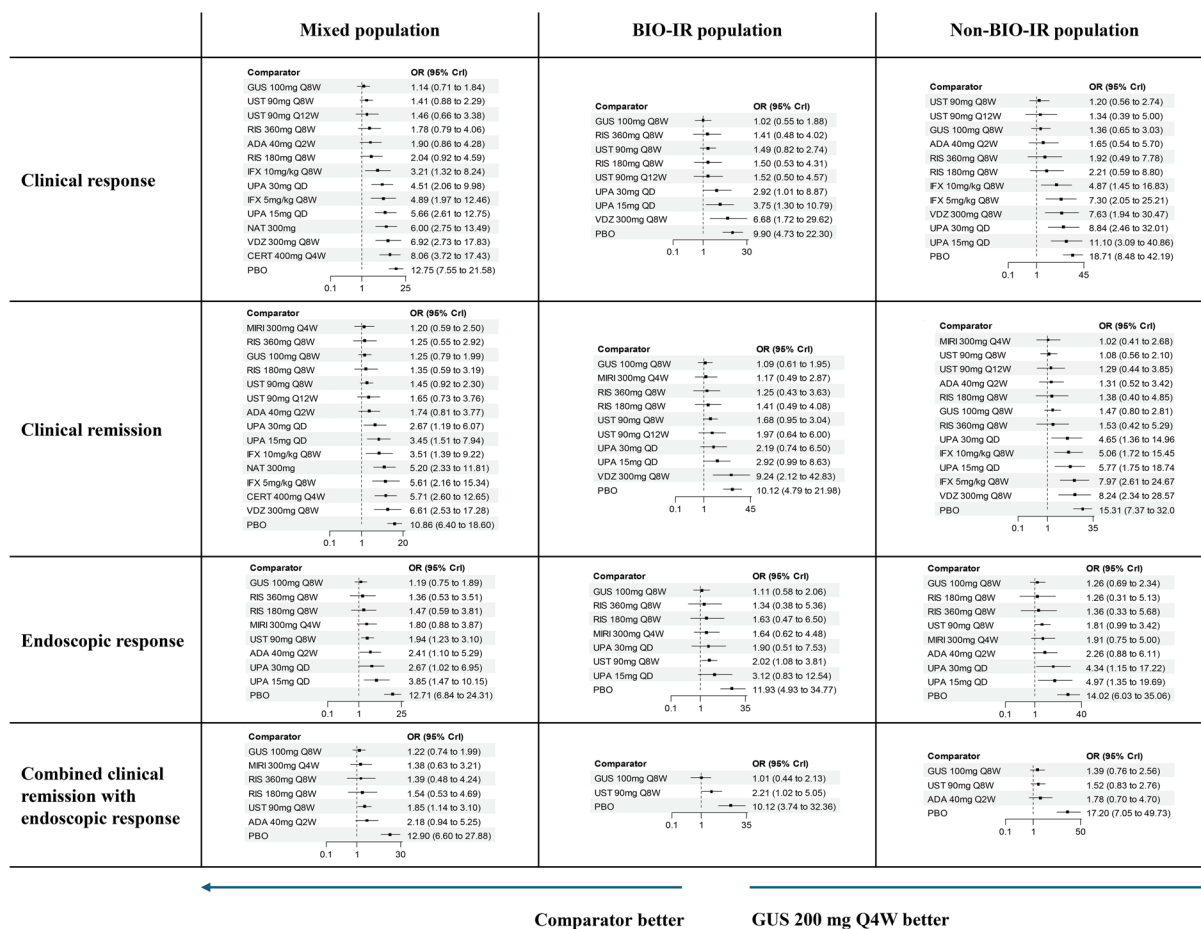 Mixed population
BIO-IR population
Non-BIO-IR population
Clinical response
Comparator OR (95% CrI)
GUS 100mg Q8W 1.14 (0.71 to 1.84)
UST 90mg Q8W 1.41 (0.88 to 2.29)
UST 90mg Q12W 1.46 (0.66 to 3.38)
RIS 360mg Q8W 1.78 (0.79 to 4.06)
ADA 40mg Q2W 1.90 (0.86 to 4.28)
RIS 180mg Q8W 2.04 (0.92 to 4.59)
IFX 10mg/kg Q8W 3.21 (1.32 to 8.24)
UPA 30mg QD 4.51 (2.06 to 9.98)
IFX 5mg/kg Q8W 4.89 (1.97 to 12.46)
UPA 15mg QD 5.66 (2.61 to 12.75)
NAT 300mg 6.00 (2.75 to 13.49)
VDZ 300mg Q8W 6.92 (2.73 to 17.83)
CERT 400mg Q4W 8.06 (3.72 to 17.43)
PBO 12.75 (7.55 to 21.58)
0.1 1 25
Comparator OR (95% CrI)
GUS 100mg Q8W 1.02 (0.55 to 1.88)
RIS 360mg Q8W 1.41 (0.48 to 4.02)
UST 90mg Q8W 1.49 (0.82 to 2.74)
RIS 180mg Q8W 1.50 (0.53 to 4.31)
UST 90mg Q12W 1.52 (0.50 to 4.57)
UPA 30mg QD 2.92 (1.01 to 8.87)
UPA 15mg QD 3.75 (1.30 to 10.79)
VDZ 300mg Q8W 6.68 (1.72 to 29.62)
PBO 9.90 (4.73 to 22.30)
0.1 1 30
Comparator OR (95% CrI)
UST 90mg Q8W 1.20 (0.56 to 2.74)
UST 90mg Q12W 1.34 (0.39 to 5.00)
GUS 100mg Q8W 1.36 (0.65 to 3.03)
ADA 40mg Q2W 1.65 (0.54 to 5.70)
RIS 360mg Q8W 1.92 (0.49 to 7.78)
RIS 180mg Q8W 2.21 (0.59 to 8.80)
IFX 10mg/kg Q8W 4.87 (1.45 to 16.83)
IFX 5mg/kg Q8W 7.30 (2.05 to 25.21)
VDZ 300mg Q8W 7.63 (1.94 to 30.47)
UPA 30mg QD 8.84 (2.46 to 32.01)
UPA 15mg QD 11.10 (3.09 to 40.86)
PBO 18.71 (8.48 to 42.19)
0.1 1 45
Clinical remission
Comparator OR (95% CrI)
MIRI 300mg Q4W 1.20 (0.59 to 2.50)
RIS 360mg Q8W 1.25 (0.55 to 2.92)
GUS 100mg Q8W 1.25 (0.79 to 1.99)
RIS 180mg Q8W 1.35 (0.59 to 3.19)
UST 90mg Q8W 1.45 (0.92 to 2.30)
UST 90mg Q12W 1.65 (0.73 to 3.76)
ADA 40mg Q2W 1.74 (0.81 to 3.77)
UPA 30mg QD 2.67 (1.19 to 6.07)
UPA 15mg QD 3.45 (1.51 to 7.94)
IFX 10mg/kg Q8W 3.51 (1.39 to 9.22)
NAT 300mg 5.20 (2.33 to 11.81)
IFX 5mg/kg Q8W 5.61 (2.16 to 15.34)
CERT 400mg Q4W 5.71 (2.60 to 12.65)
VDZ 300mg Q8W 6.61 (2.53 to 17.28)
PBO 10.86 (6.40 to 18.60)
0.1 1 20
Comparator OR (95% CrI)
GUS 100mg Q8W 1.09 (0.61 to 1.95)
MIRI 300mg Q4W 1.17 (0.49 to 2.87)
RIS 360mg Q8W 1.25 (0.43 to 3.63)
RIS 180mg Q8W 1.41 (0.49 to 4.08)
UST 90mg Q8W 1.68 (0.95 to 3.04)
UST 90mg Q12W 1.97 (0.64 to 6.00)
UPA 30mg QD 2.19 (0.74 to 6.50)
UPA 15mg QD 2.92 (0.99 to 8.63)
VDZ 300mg Q8W 9.24 (2.12 to 42.83)
PBO 10.12 (4.79 to 21.98)
0.1 1 45
Comparator OR (95% CrI)
MIRI 300mg Q4W 1.02 (0.41 to 2.68)
UST 90mg Q8W 1.08 (0.56 to 2.10)
UST 90mg Q12W 1.29 (0.44 to 3.85)
ADA 40mg Q2W 1.31 (0.52 to 3.42)
RIS 180mg Q8W 1.38 (0.40 to 4.85)
GUS 100mg Q8W 1.47 (0.80 to 2.81)
RIS 360mg Q8W 1.53 (0.42 to 5.29)
UPA 30mg QD 4.65 (1.36 to 14.96
IFX 10mg/kg Q8W 5.06 (1.72 to 15.45
UPA 15mg QD 5.77 (1.75 to 18.74
IFX 5mg/kg Q8W 7.97 (2.61 to 24.67
VDZ 300mg Q8W 8.24 (2.34 to 28.57
PBO 15.31 (7.37 to 32.0
0.1 1 35
Endoscopic response
Comparator OR (95% CrI)
GUS 100mg Q8W 1.19 (0.75 to 1.89)
RIS 360mg Q8W 1.36 (0.53 to 3.51)
RIS 180mg Q8W 1.47 (0.59 to 3.81)
MIRI 300mg Q4W 1.80 (0.88 to 3.87)
UST 90mg Q8W 1.94 (1.23 to 3.10)
ADA 40mg Q2W 2.41 (1.10 to 5.29)
UPA 30mg QD 2.67 (1.02 to 6.95)
UPA 15mg QD 3.85 (1.47 to 10.15)
PBO 12.71 (6.84 to 24.31)
0.1 1 25
Comparator OR (95% CrI)
GUS 100mg Q8W 1.11 (0.58 to 2.06)
RIS 360mg Q8W 1.34 (0.38 to 5.36)
RIS 180mg Q8W 1.63 (0.47 to 6.50)
MIRI 300mg Q4W 1.64 (0.62 to 4.48)
UPA 30mg QD 1.90 (0.51 to 7.53)
UST 90mg Q8W 2.02 (1.08 to 3.81)
UPA 15mg QD 3.12 (0.83 to 12.54)
PBO 11.93 (4.93 to 34.77)
0.1 1 35
Comparator OR (95% CrI)
GUS 100mg Q8W 1.26 (0.69 to 2.34)
RIS 180mg Q8W 1.26 (0.31 to 5.13)
RIS 360mg Q8W 1.36 (0.33 to 5.68)
UST 90mg Q8W 1.81 (0.99 to 3.42)
MIRI 300mg Q4W 1.91 (0.75 to 5.00)
ADA 40mg Q2W 2.26 (0.88 to 6.11)
UPA 30mg QD 4.34 (1.15 to 17.22)
UPA 15mg QD 4.97 (1.35 to 19.69)
PBO 14.02 (6.03 to 35.06)
0.1 1 40
Combined clinical
remission with
endoscopic response
Comparator OR (95% CrI)
GUS 100mg Q8W 1.22 (0.74 to 1.99)
MIRI 300mg Q4W 1.38 (0.63 to 3.21)
RIS 360mg Q8W 1.39 (0.48 to 4.24)
RIS 180mg Q8W 1.54 (0.53 to 4.69)
UST 90mg Q8W 1.85 (1.14 to 3.10)
ADA 40mg Q2W 2.18 (0.94 to 5.25)
PBO 12.90 (6.60 to 27.88)
0.1 1 30
Comparator OR (95% CrI)
GUS 100mg Q8W 1.01 (0.44 to 2.13)
UST 90mg Q8W 2.21 (1.02 to 5.05)
PBO 10.12 (3.74 to 32.36)
0.1 1 35
Comparator OR (95% CrI)
GUS 100mg Q8W 1.39 (0.76 to 2.56)
UST 90mg Q8W 1.52 (0.83 to 2.76)
ADA 40mg Q2W 1.78 (0.70 to 4.70)
PBO 17.20 (7.05 to 49.73)
0.1 1 50
Comparator better
GUS 200 mg Q4W better